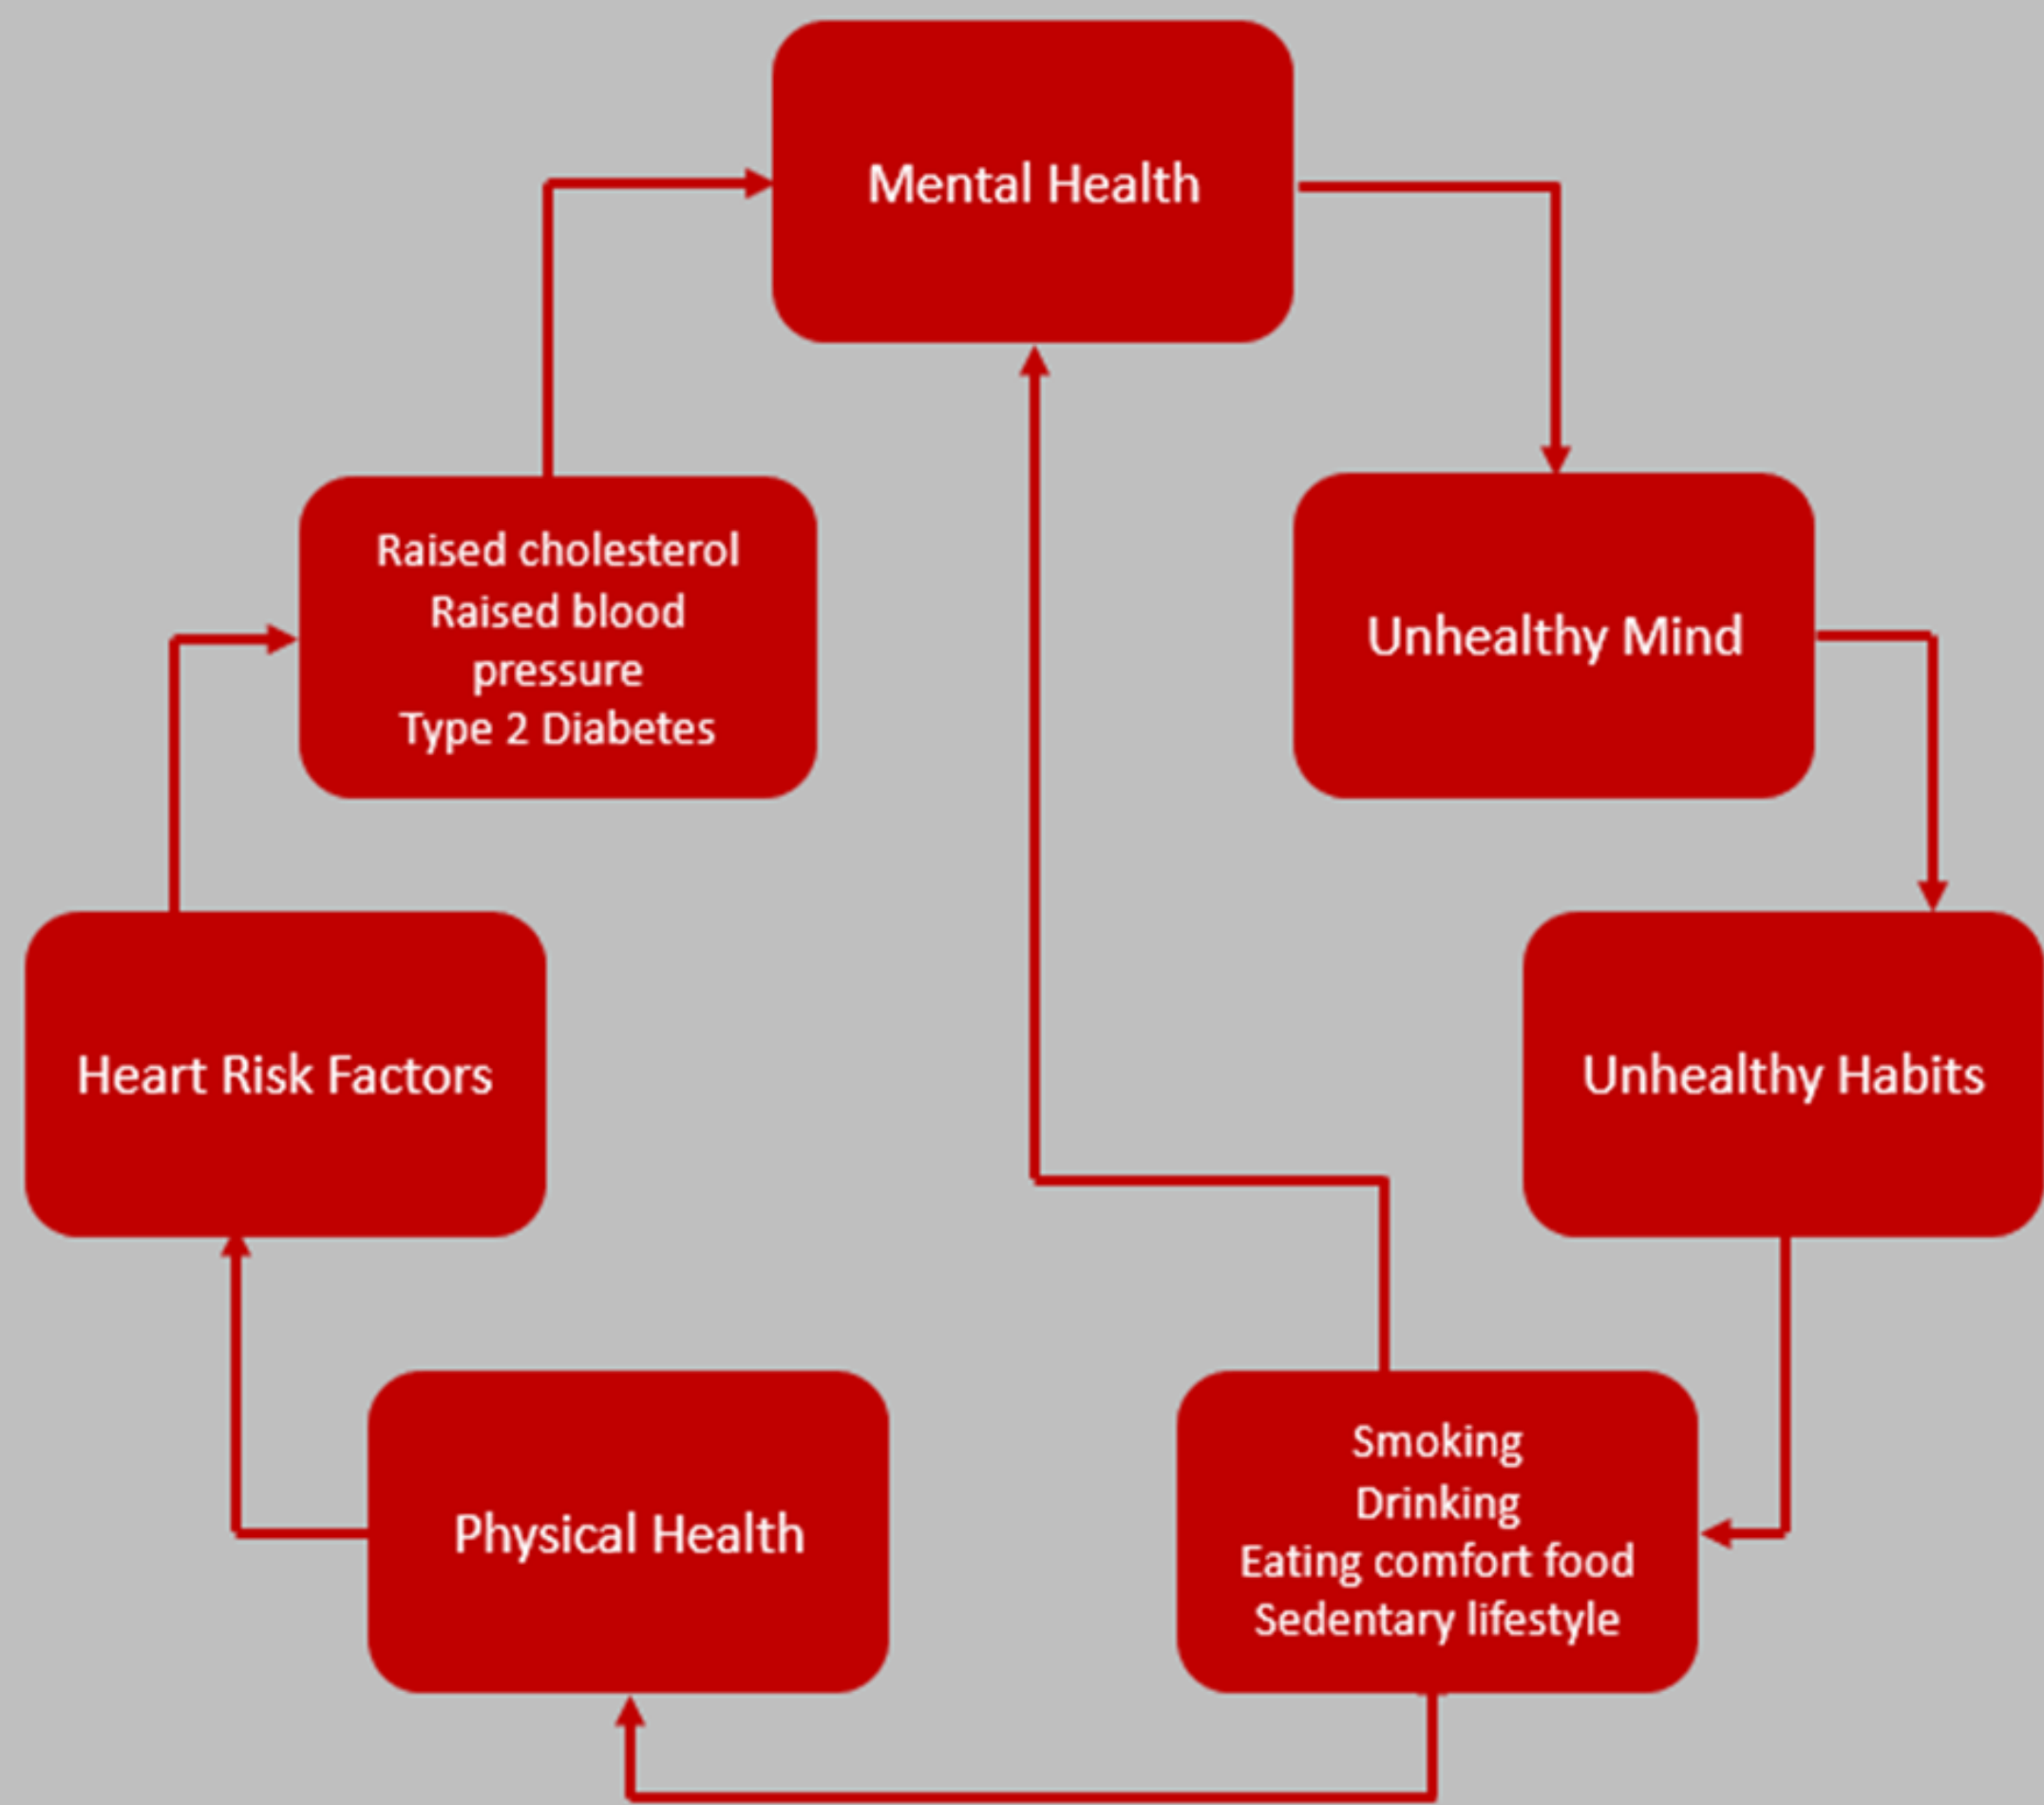 Mental Health
Raised cholesterol
Raised blood
pressure
Type 2 Diabetes
Unhealthy Mind
Heart Risk Factors
Unhealthy Habits
Physical Health
Smoking
Drinking
Eating comfort food
Sedentary lifestyle